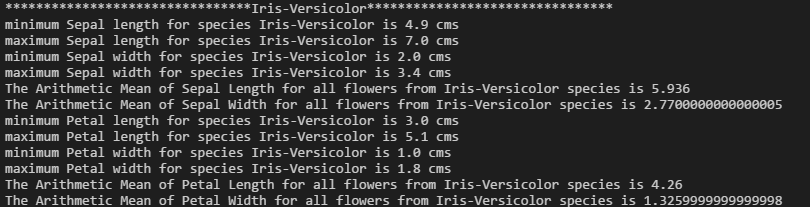 *******************************Iris-Versicolor*******************************
minimum Sepal length for species Iris-Versicolor is 4.9 cms
maximum Sepal length for species Iris-Versicolor is 7.0 cms
minimum Sepal width for species Iris-Versicolor is 2.0 cms
maximum Sepal width for species Iris-Versicolor is 3.4 cms
The Arithmetic Mean of Sepal Length for all flowers from Iris-Versicolor species is 5.936
The Arithmetic Mean of Sepal Width for all flowers from Iris-Versicolor species is 2.7700000000000005
minimum Petal length for species Iris-Versicolor is 3.0 cms
maximum Petal length for species Iris-Versicolor is 5.1 cms
minimum Petal width for species Iris-Versicolor is 1.0 cms
maximum Petal width for species Iris-Versicolor is 1.8 cms
The Arithmetic Mean of Petal Length for all flowers from Iris-Versicolor species is 4.26
The Arithmetic Mean of Petal Width for all flowers from Iris-Versicolor species is 1.3259999999999998